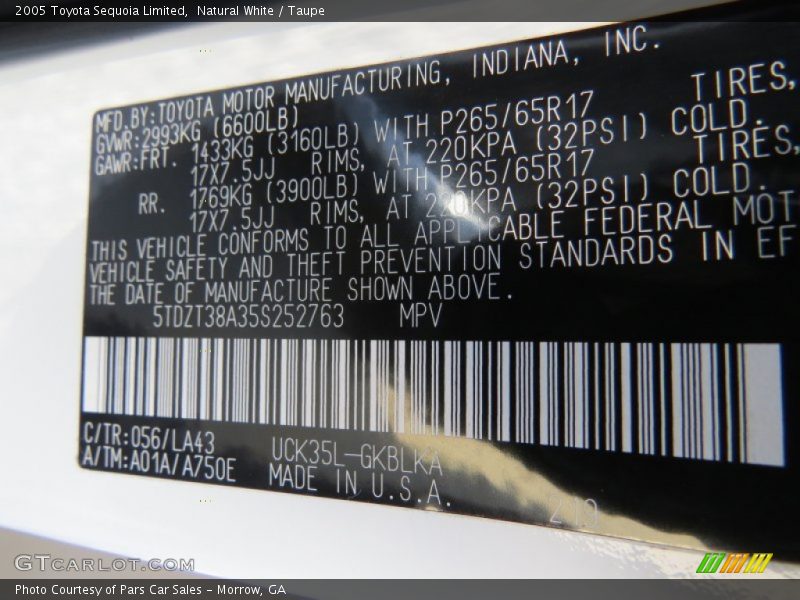 2005 Toyota Sequoia Limited, Natural White / Taupe
MFD.BY:TOYOTA MOTOR MANUFACTURING, INDIANA, INC.
GVWR:2993KG (6600LB)
GAWR:FRT. 1433KG (3160LB) WITH P265/65R17 TIRES,
17X7.5JJ RIMS, AT 220KPA (32PSI) COLD.
RR. 1769KG (3900LB) WITH P265/65R17 TIRES,
17X7.5JJ RIMS, AT 220KPA (32PSI) COLD.
THIS VEHICLE CONFORMS TO ALL APPLICABLE FEDERAL MOT
VEHICLE SAFETY AND THEFT PREVENTION STANDARDS IN EF
THE DATE OF MANUFACTURE SHOWN ABOVE.
5TDZT38A35S252763 MPV
C/TR:056/LA43 UCK35L-GKBLKA
A/TM:A01A/A750E MADE IN U.S.A.
GTCARLOT.COM
Photo Courtesy of Pars Car Sales - Morrow, GA